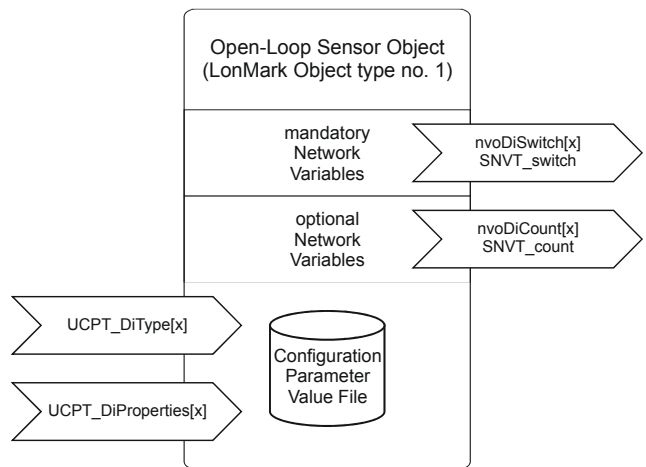 Open-Loop Sensor Object
(LonMark Object type no. 1)
mandatory
Network
Variables
nvoDiSwitch[x]
SNVT_switch
optional
Network
Variables
nvoDiCount[x]
SNVT_count
UCPT_DiType[x]
Configuration
Parameter
Value File
UCPT_DiProperties[x]